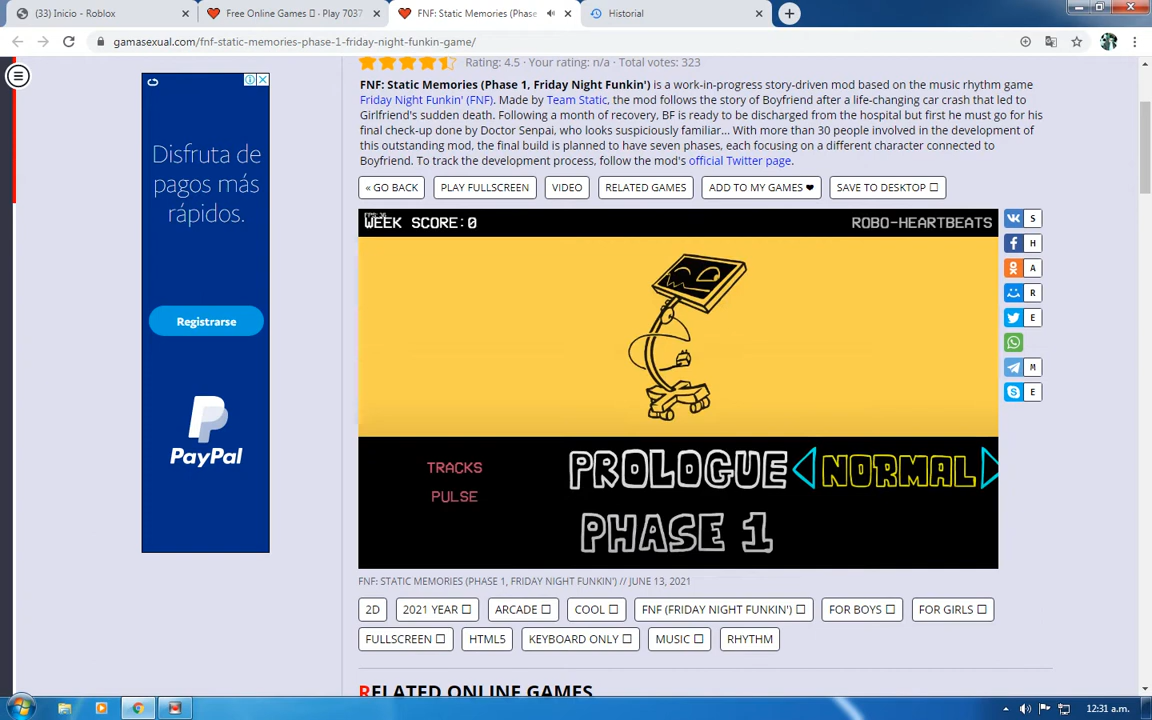 (33) Inicio - Roblox
Free Online Games - Play 7037
FNF: Static Memories (Phase
Historial
gamasexual.com/fnf-static-memories-phase-1-friday-night-funkin-game/
Rating: 4.5 · Your rating: n/a · Total votes: 323
FNF: Static Memories (Phase 1, Friday Night Funkin') is a work-in-progress story-driven mod based on the music rhythm game
Friday Night Funkin' (FNF). Made by Team Static, the mod follows the story of Boyfriend after a life-changing car crash that led to
Girlfriend's sudden death. Following a month of recovery, BF is ready to be discharged from the hospital but first he must go for his
final check-up done by Doctor Senpai, who looks suspiciously familiar... With more than 30 people involved in the development of
this outstanding mod, the final build is planned to have seven phases, each focusing on a different character connected to
Boyfriend. To track the development process, follow the mod's official Twitter page.
« GO BACK
PLAY FULLSCREEN
VIDEO
RELATED GAMES
ADD TO MY GAMES ❤
SAVE TO DESKTOP
Disfruta de
pagos más
rápidos.
Registrarse
PayPal
WEEK SCORE:0
ROBO-HEARTBEATS
TRACKS
PULSE
PROLOGUE
NORMAL
PHASE 1
S
H
A
R
E
M
E
FNF: STATIC MEMORIES (PHASE 1, FRIDAY NIGHT FUNKIN') // JUNE 13, 2021
2D
2021 YEAR
ARCADE
COOL
FNF (FRIDAY NIGHT FUNKIN')
FOR BOYS
FOR GIRLS
FULLSCREEN
HTML5
KEYBOARD ONLY
MUSIC
RHYTHM
RELATED ONLINE GAMES
12:31 a.m.